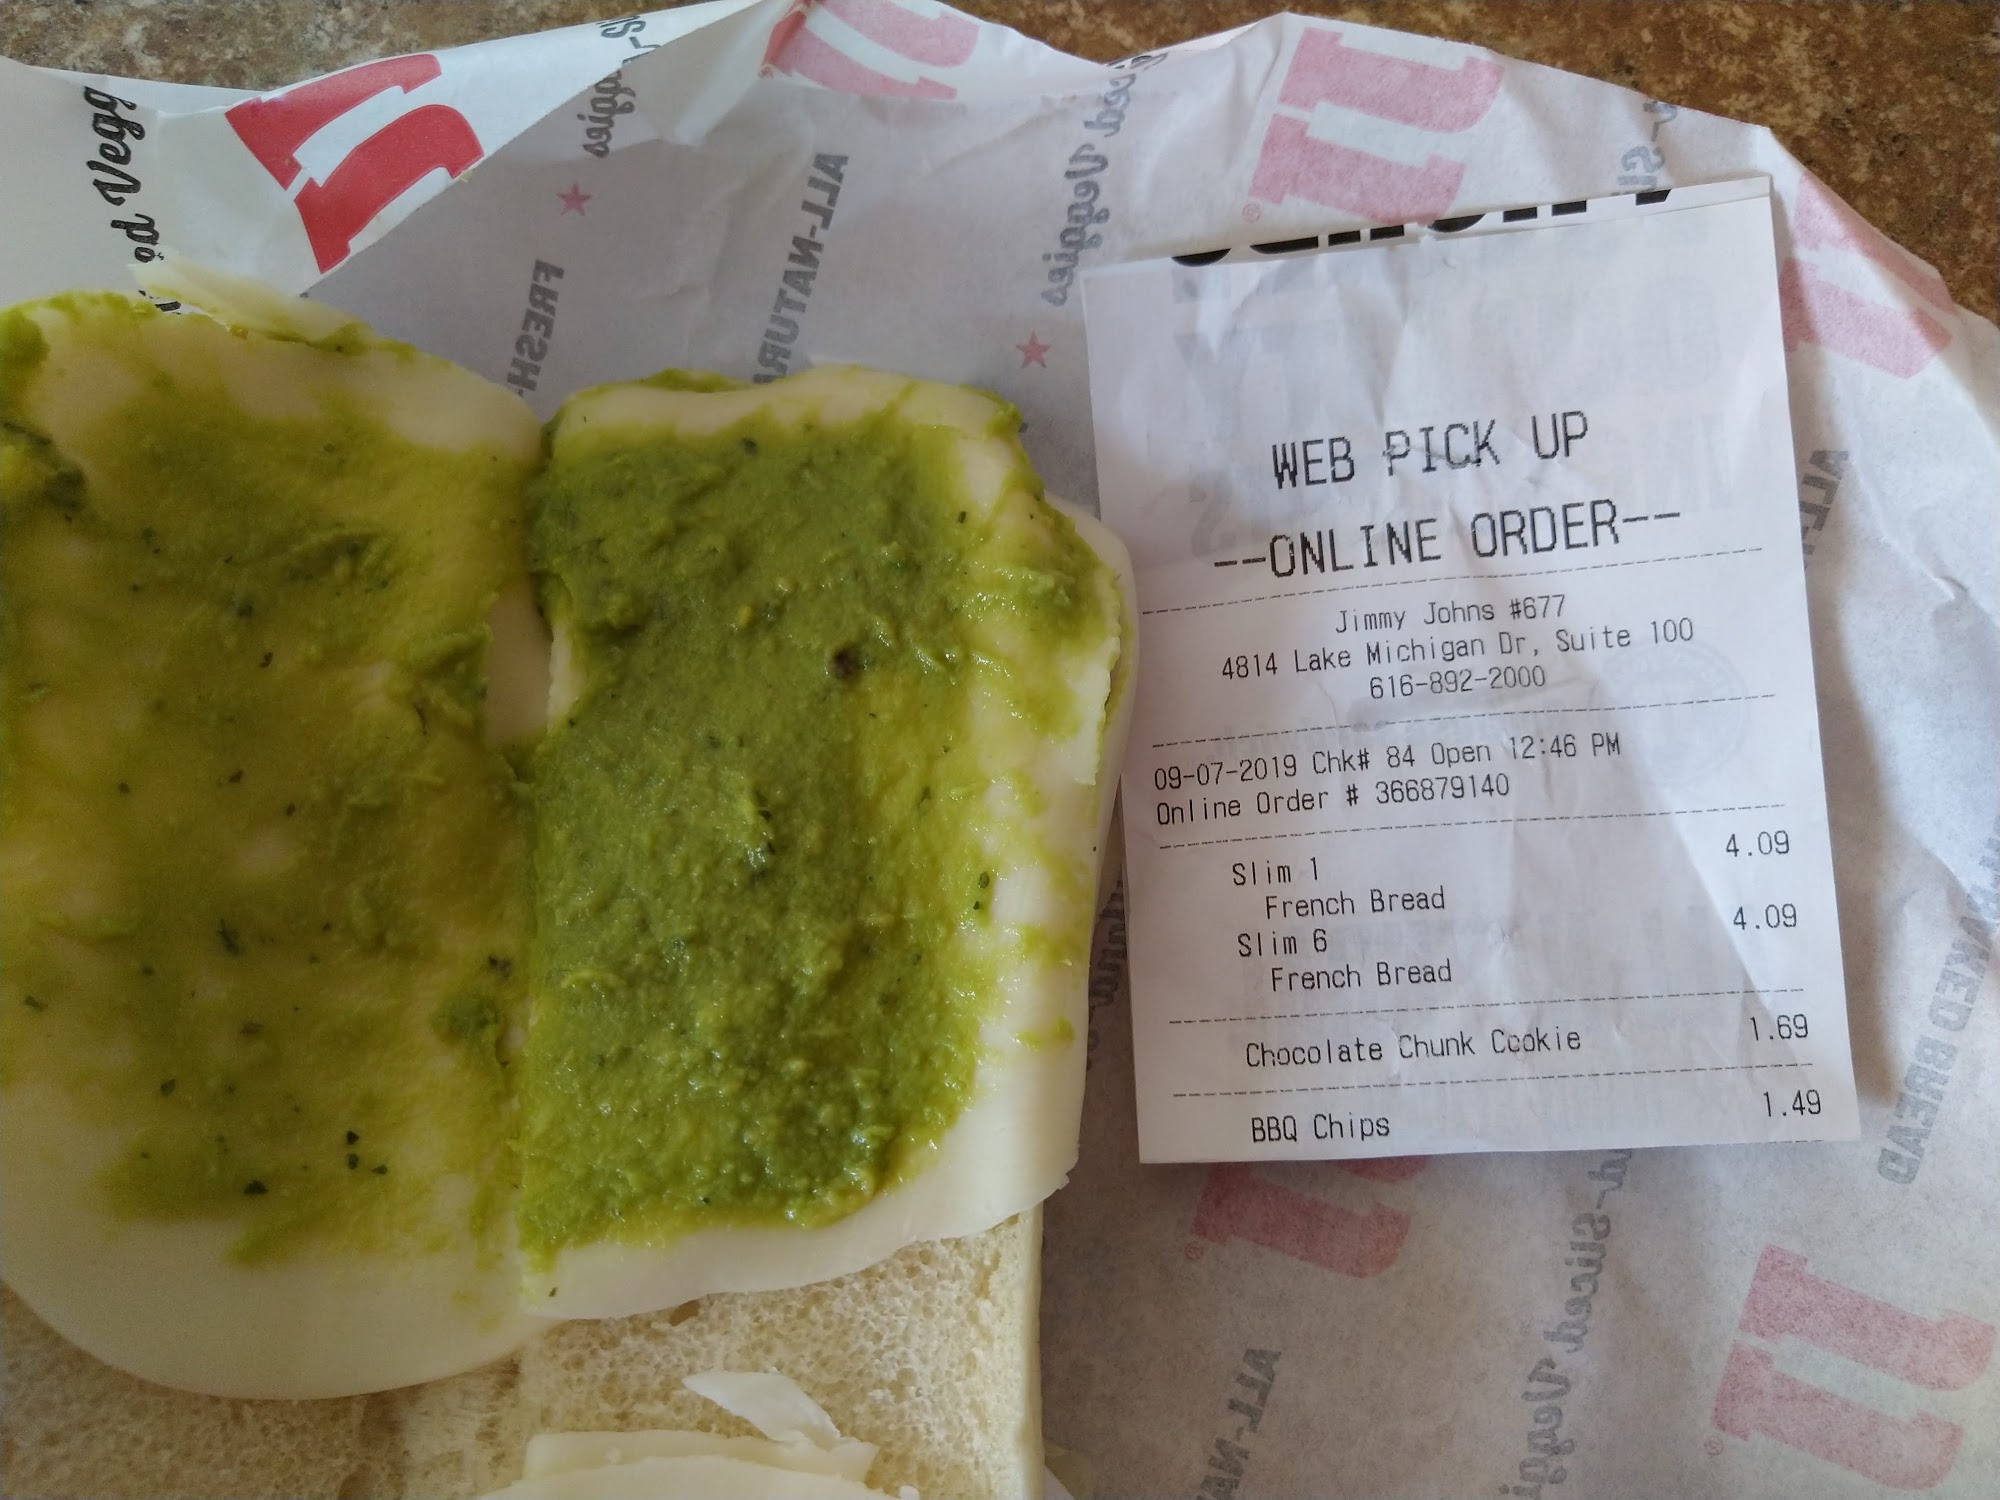 WEB PICK UP
--ONLINE ORDER--
Jimmy Johns #677
4814 Lake Michigan Dr, Suite 100
616-892-2000
09-07-2019 Chk# 84 Open 12:46 PM
Online Order # 366879140
Slim 1 4.09
French Bread
Slim 6 4.09
French Bread
Chocolate Chunk Cookie 1.69
BBQ Chips 1.49